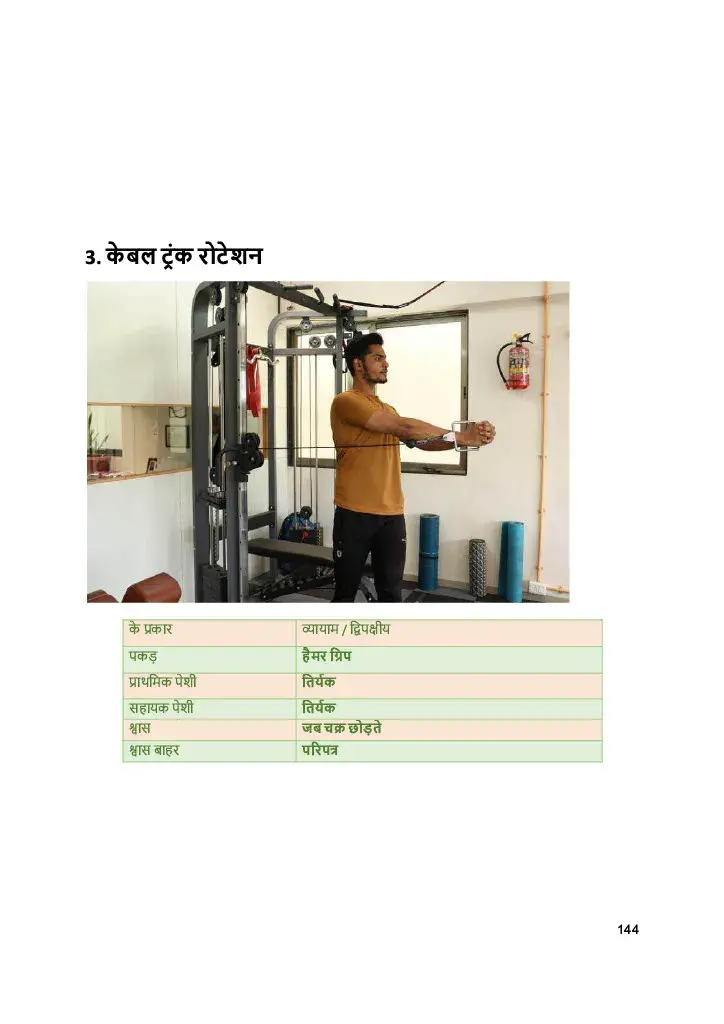 3. केबल ट्रंक रोटेशन
के प्रकार व्यायाम / द्विपक्षीय
पकड़ हैमर ग्रिप
प्राथमिक पेशी तिर्यक
सहायक पेशी तिर्यक
श्वास जब चक्र छोड़ते
श्वास बाहर परिपत्र
144